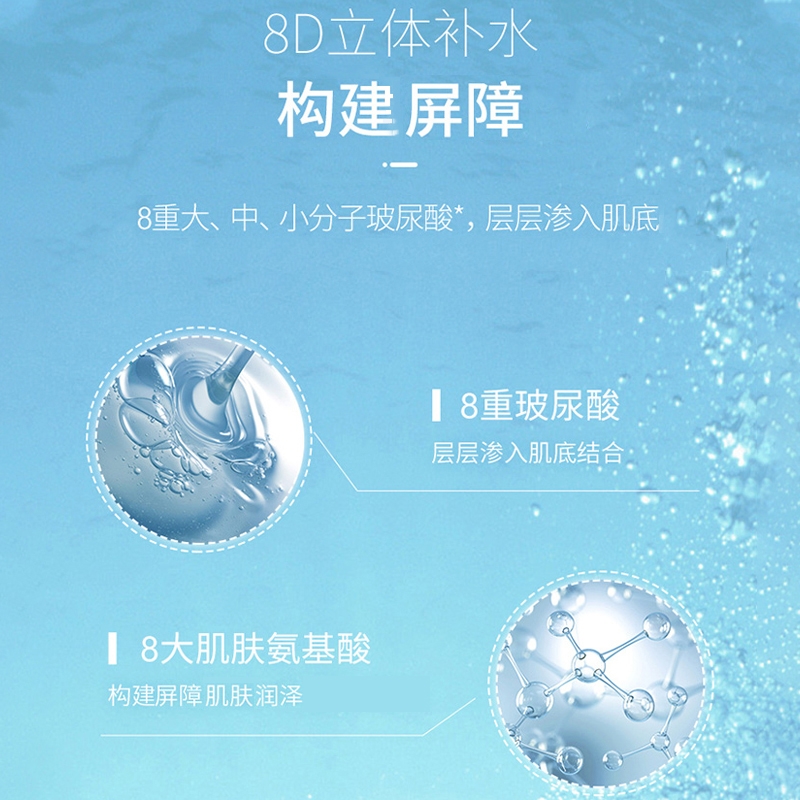 8D立体补水
构建屏障
8重大、中、小分子玻尿酸*，层层渗入肌底
8重玻尿酸
层层渗入肌底结合
8大肌肤氨基酸
构建屏障肌肤润泽